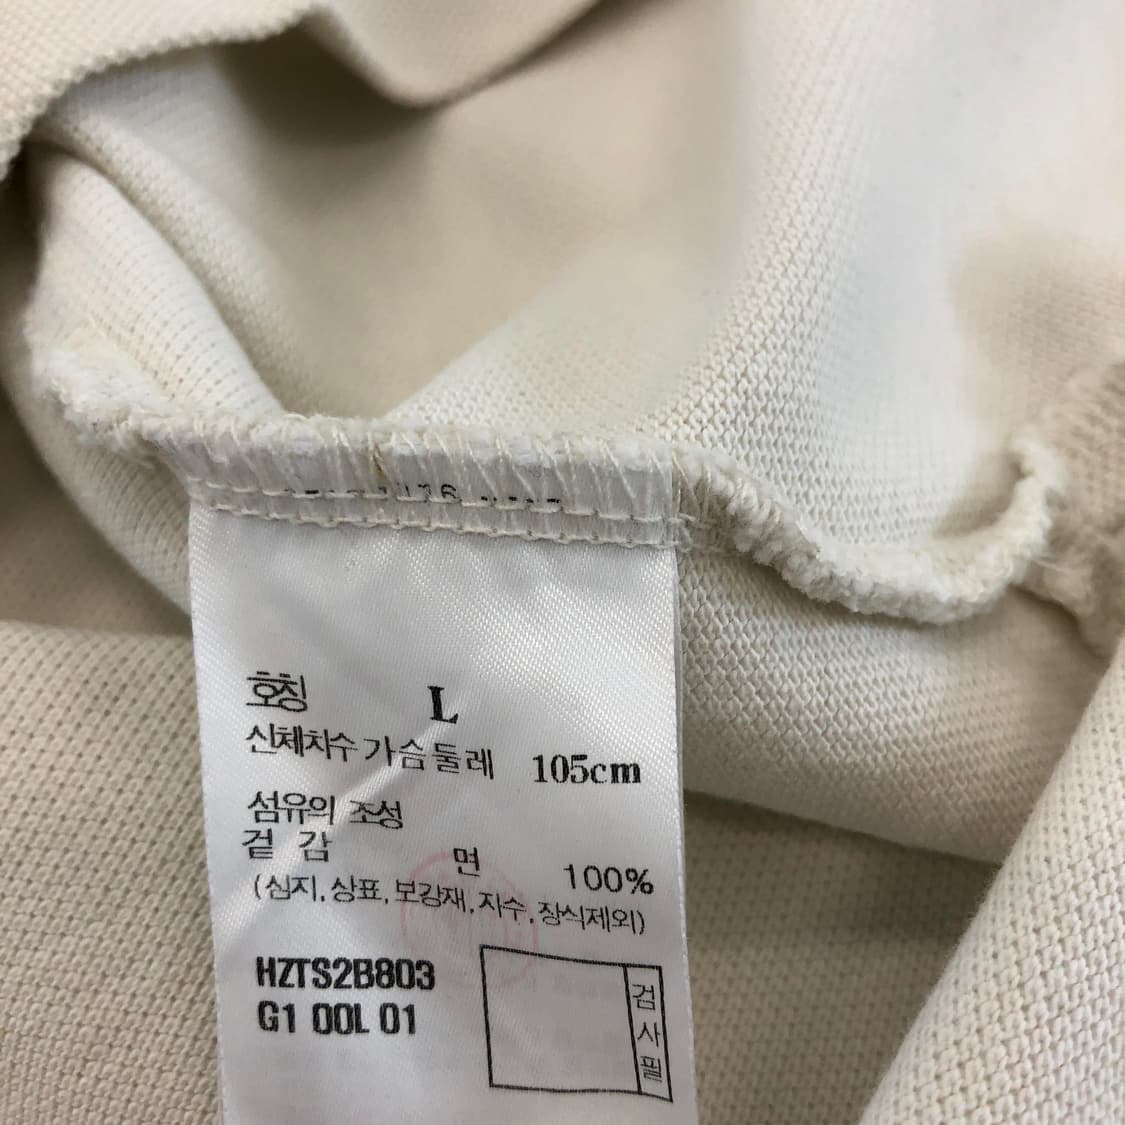 호칭 L
신체치수 가슴둘레 105cm
섬유의 조성
겉 감 면 100%
(심지, 상표, 보강재, 자수, 장식제외)
HZTS2B803
G1 00L 01
검사필